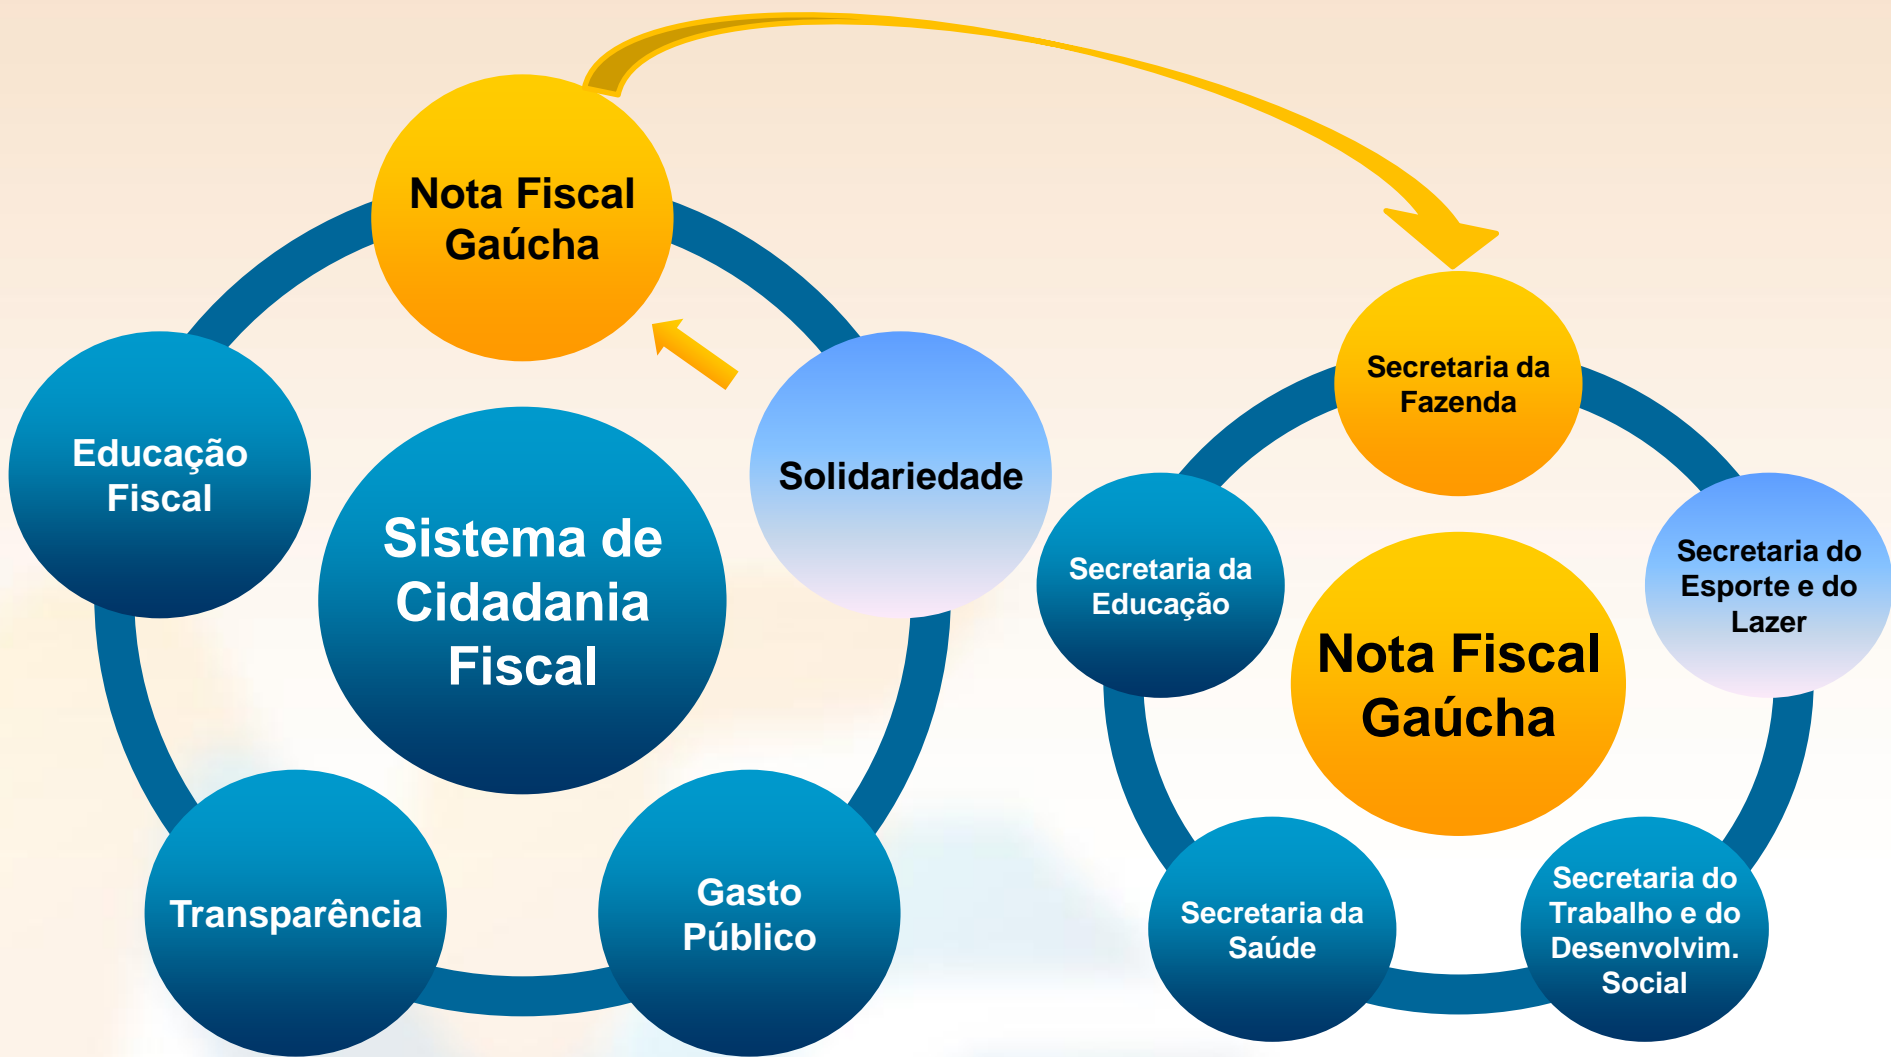 Nota Fiscal
Gaúcha
Educação
Fiscal
Solidariedade
Sistema de
Cidadania
Fiscal
Transparência
Gasto
Público
Secretaria da
Fazenda
Secretaria da
Educação
Secretaria do
Esporte e do
Lazer
Nota Fiscal
Gaúcha
Secretaria da
Saúde
Secretaria do
Trabalho e do
Desenvolvim.
Social